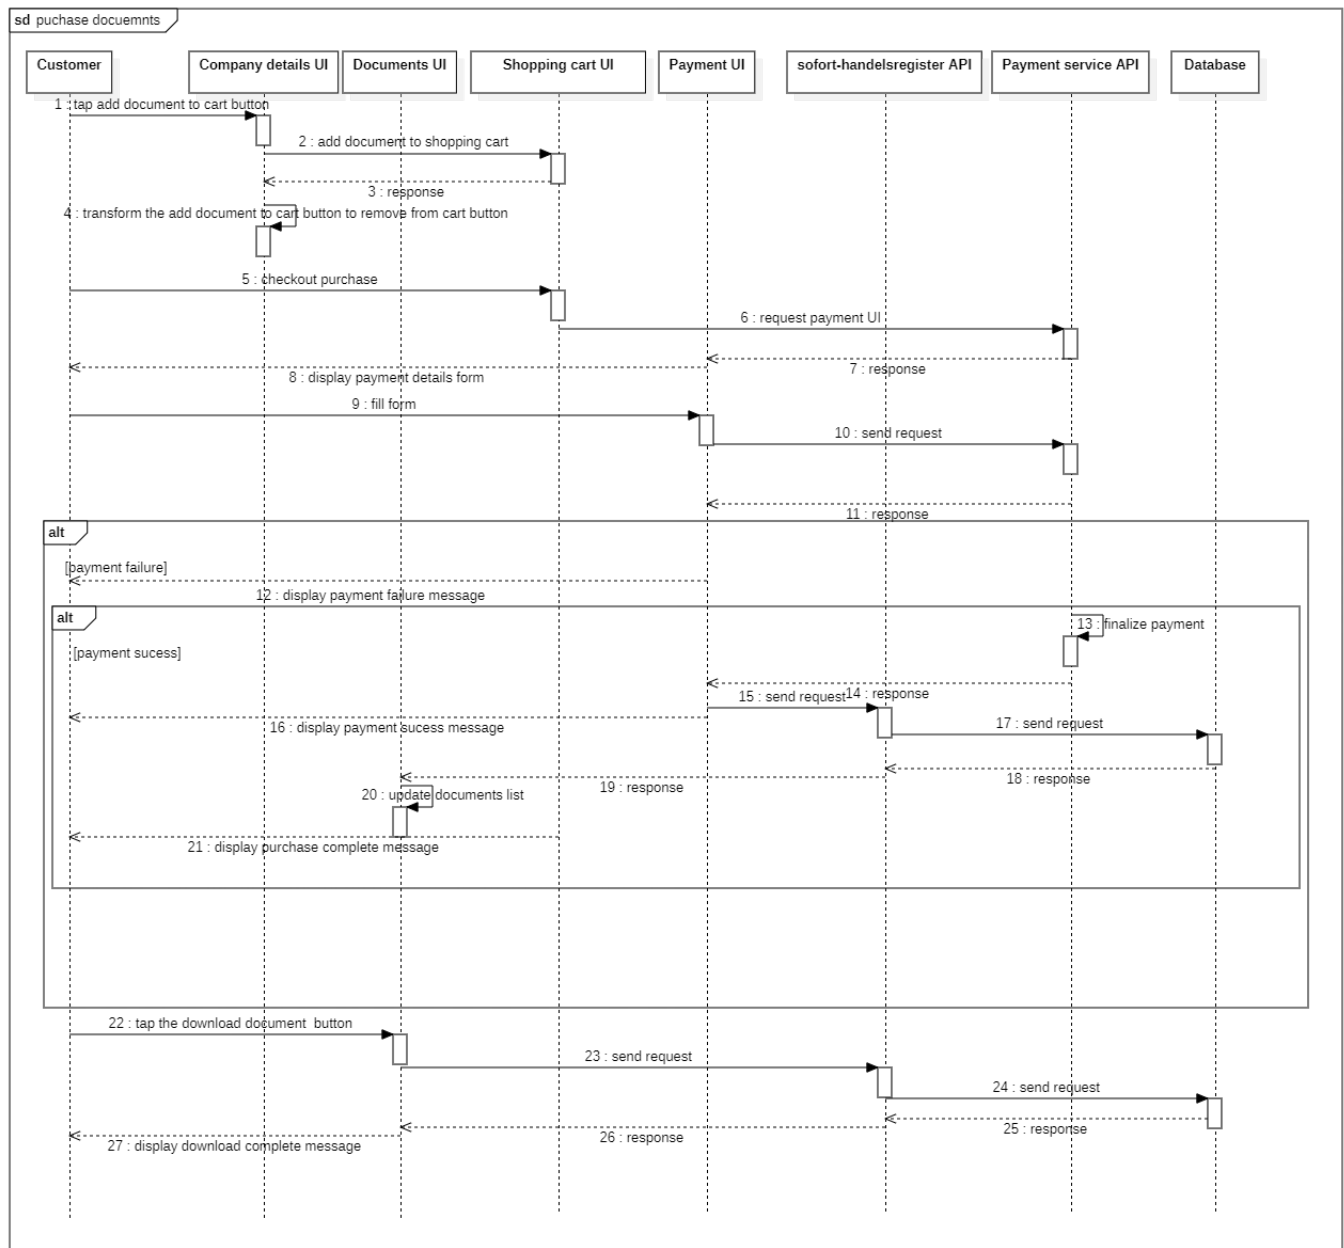 sd puchase docuemnts
Customer
Company details UI
Documents UI
Shopping cart UI
Payment UI
sofort-handelsregister API
Payment service API
Database
1 : tap add document to cart button
2 : add document to shopping cart
3 : response
4 : transform the add document to cart button to remove from cart button
5 : checkout purchase
6 : request payment UI
7 : response
8 : display payment details form
9 : fill form
10 : send request
11 : response
alt
[payment failure]
12 : display payment failure message
alt
13 : finalize payment
[payment sucess]
14 : response
15 : send request
16 : display payment sucess message
17 : send request
18 : response
19 : response
20 : update documents list
21 : display purchase complete message
22 : tap the download document  button
23 : send request
24 : send request
25 : response
26 : response
27 : display download complete message